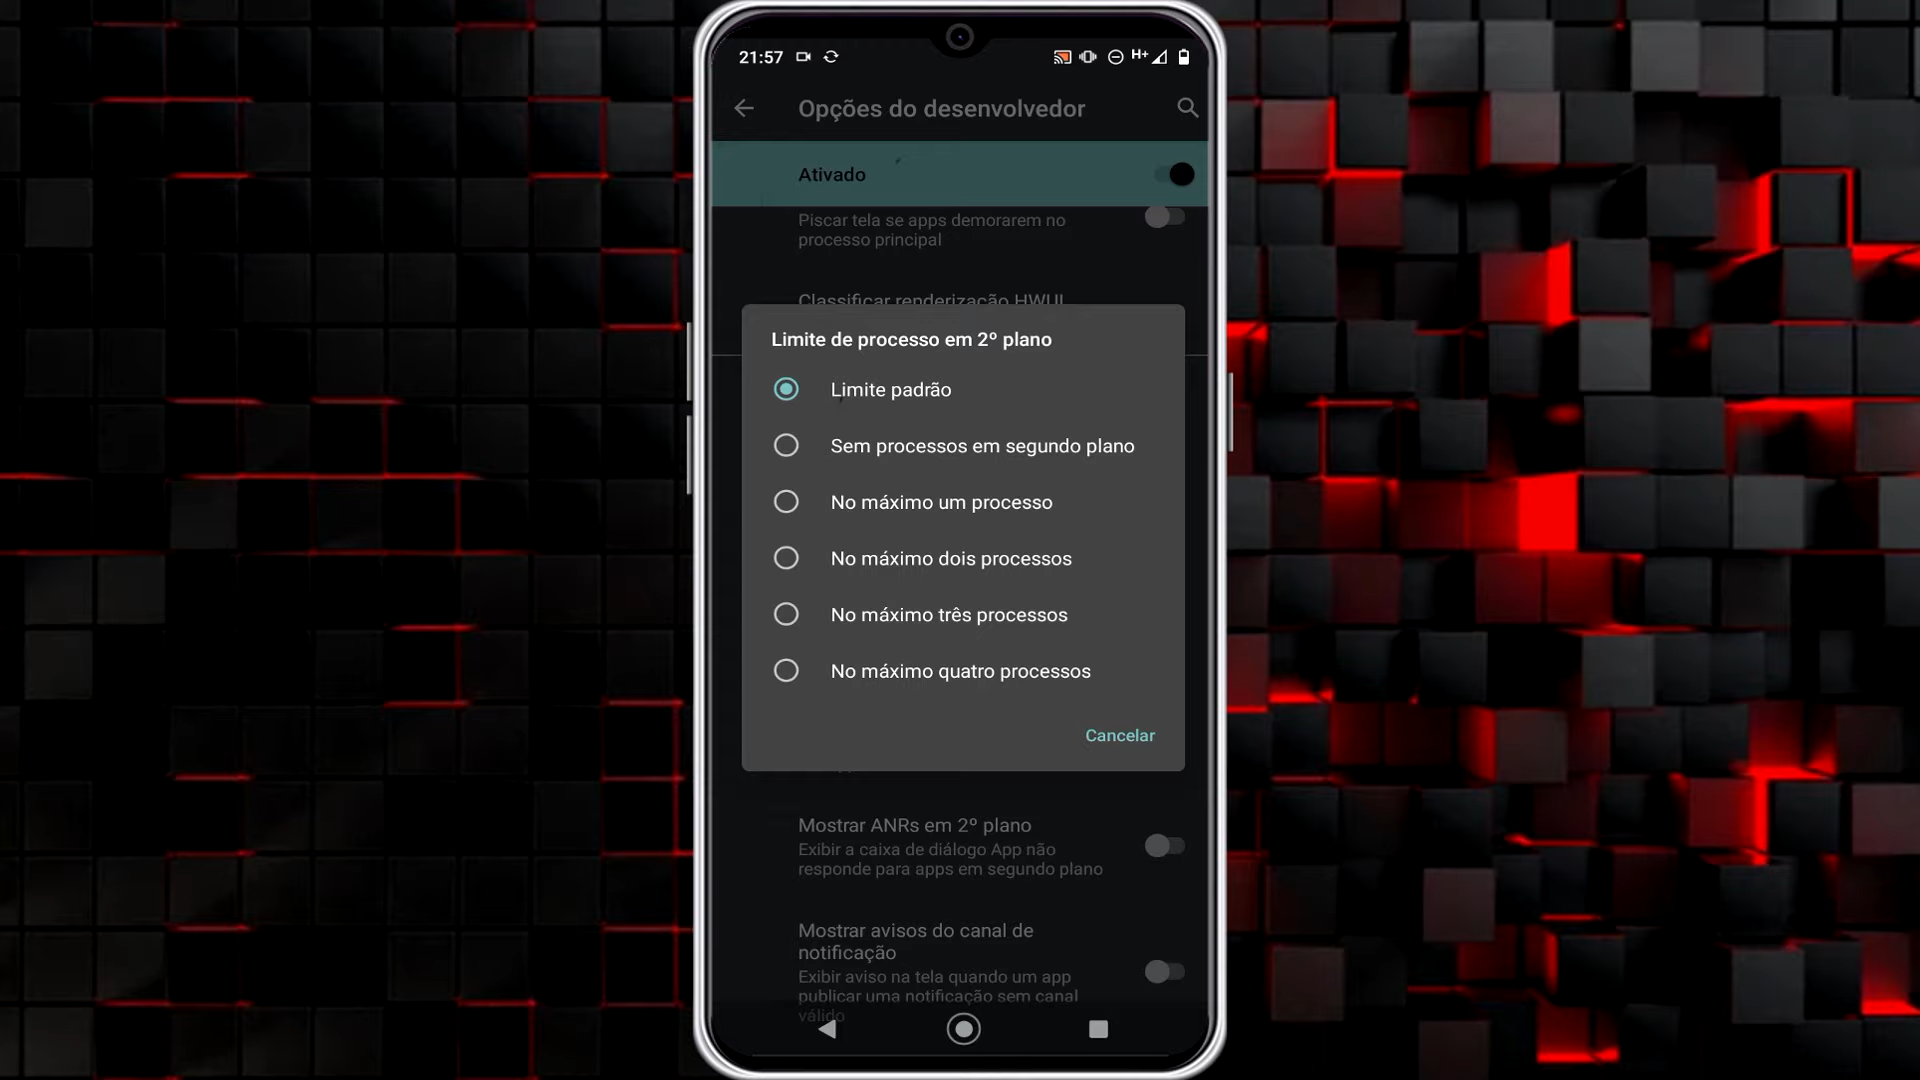 21:57
H+
Opções do desenvolvedor
Ativado
Piscar tela se apps demorarem no
processo principal
Classificar renderização HWUI
Limite de processo em 2º plano
Limite padrão
Sem processos em segundo plano
No máximo um processo
No máximo dois processos
No máximo três processos
No máximo quatro processos
Cancelar
Mostrar ANRs em 2º plano
Exibir a caixa de diálogo App não
responde para apps em segundo plano
Mostrar avisos do canal de
notificação
Exibir aviso na tela quando um app
publicar uma notificação sem canal
válido